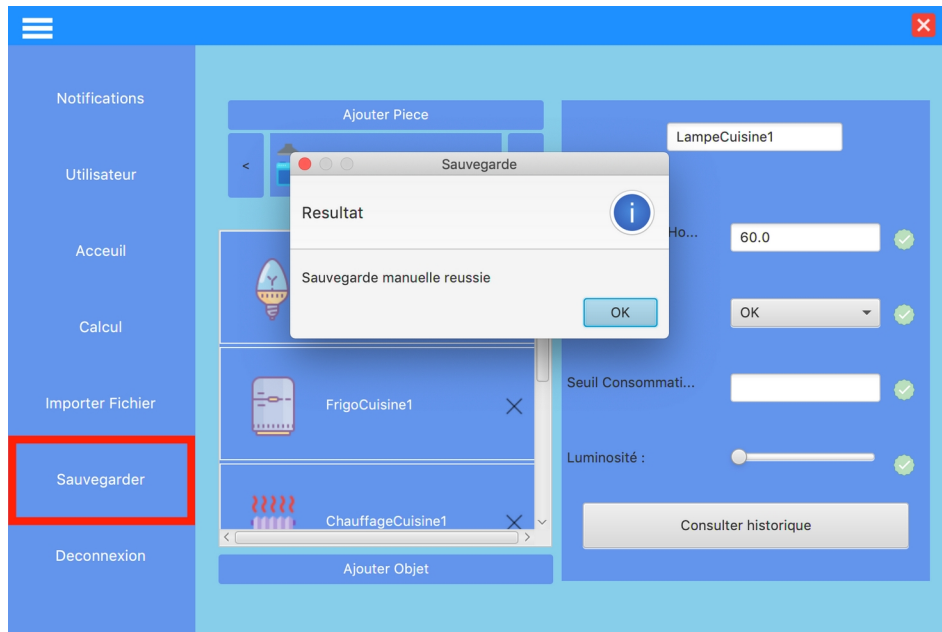 Notifications
Utilisateur
Acceuil
Calcul
Importer Fichier
Sauvegarder
Deconnexion
Ajouter Piece
<
Sauvegarde
Resultat
Sauvegarde manuelle reussie
OK
FrigoCuisine1
ChauffageCuisine1
Ajouter Objet
LampeCuisine1
Ho...
60.0
OK
Seuil Consommati...
Luminosité :
Consulter historique